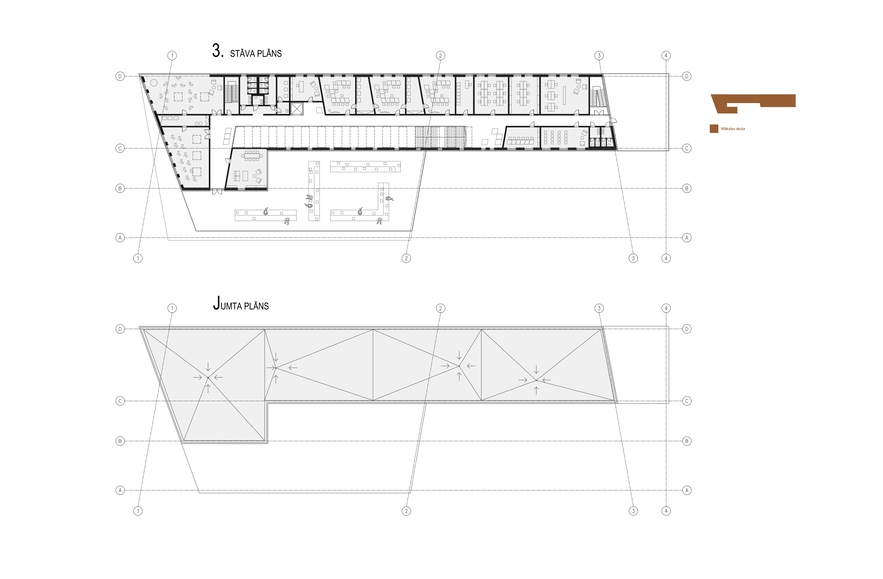 3. STĀVA PLĀNS
1 2 3
D D
C C
B B
A A
1 2 3 4
Mākslas skola
JUMTA PLĀNS
1 2 3 4
D D
C C
B B
A A
1 2 3 4